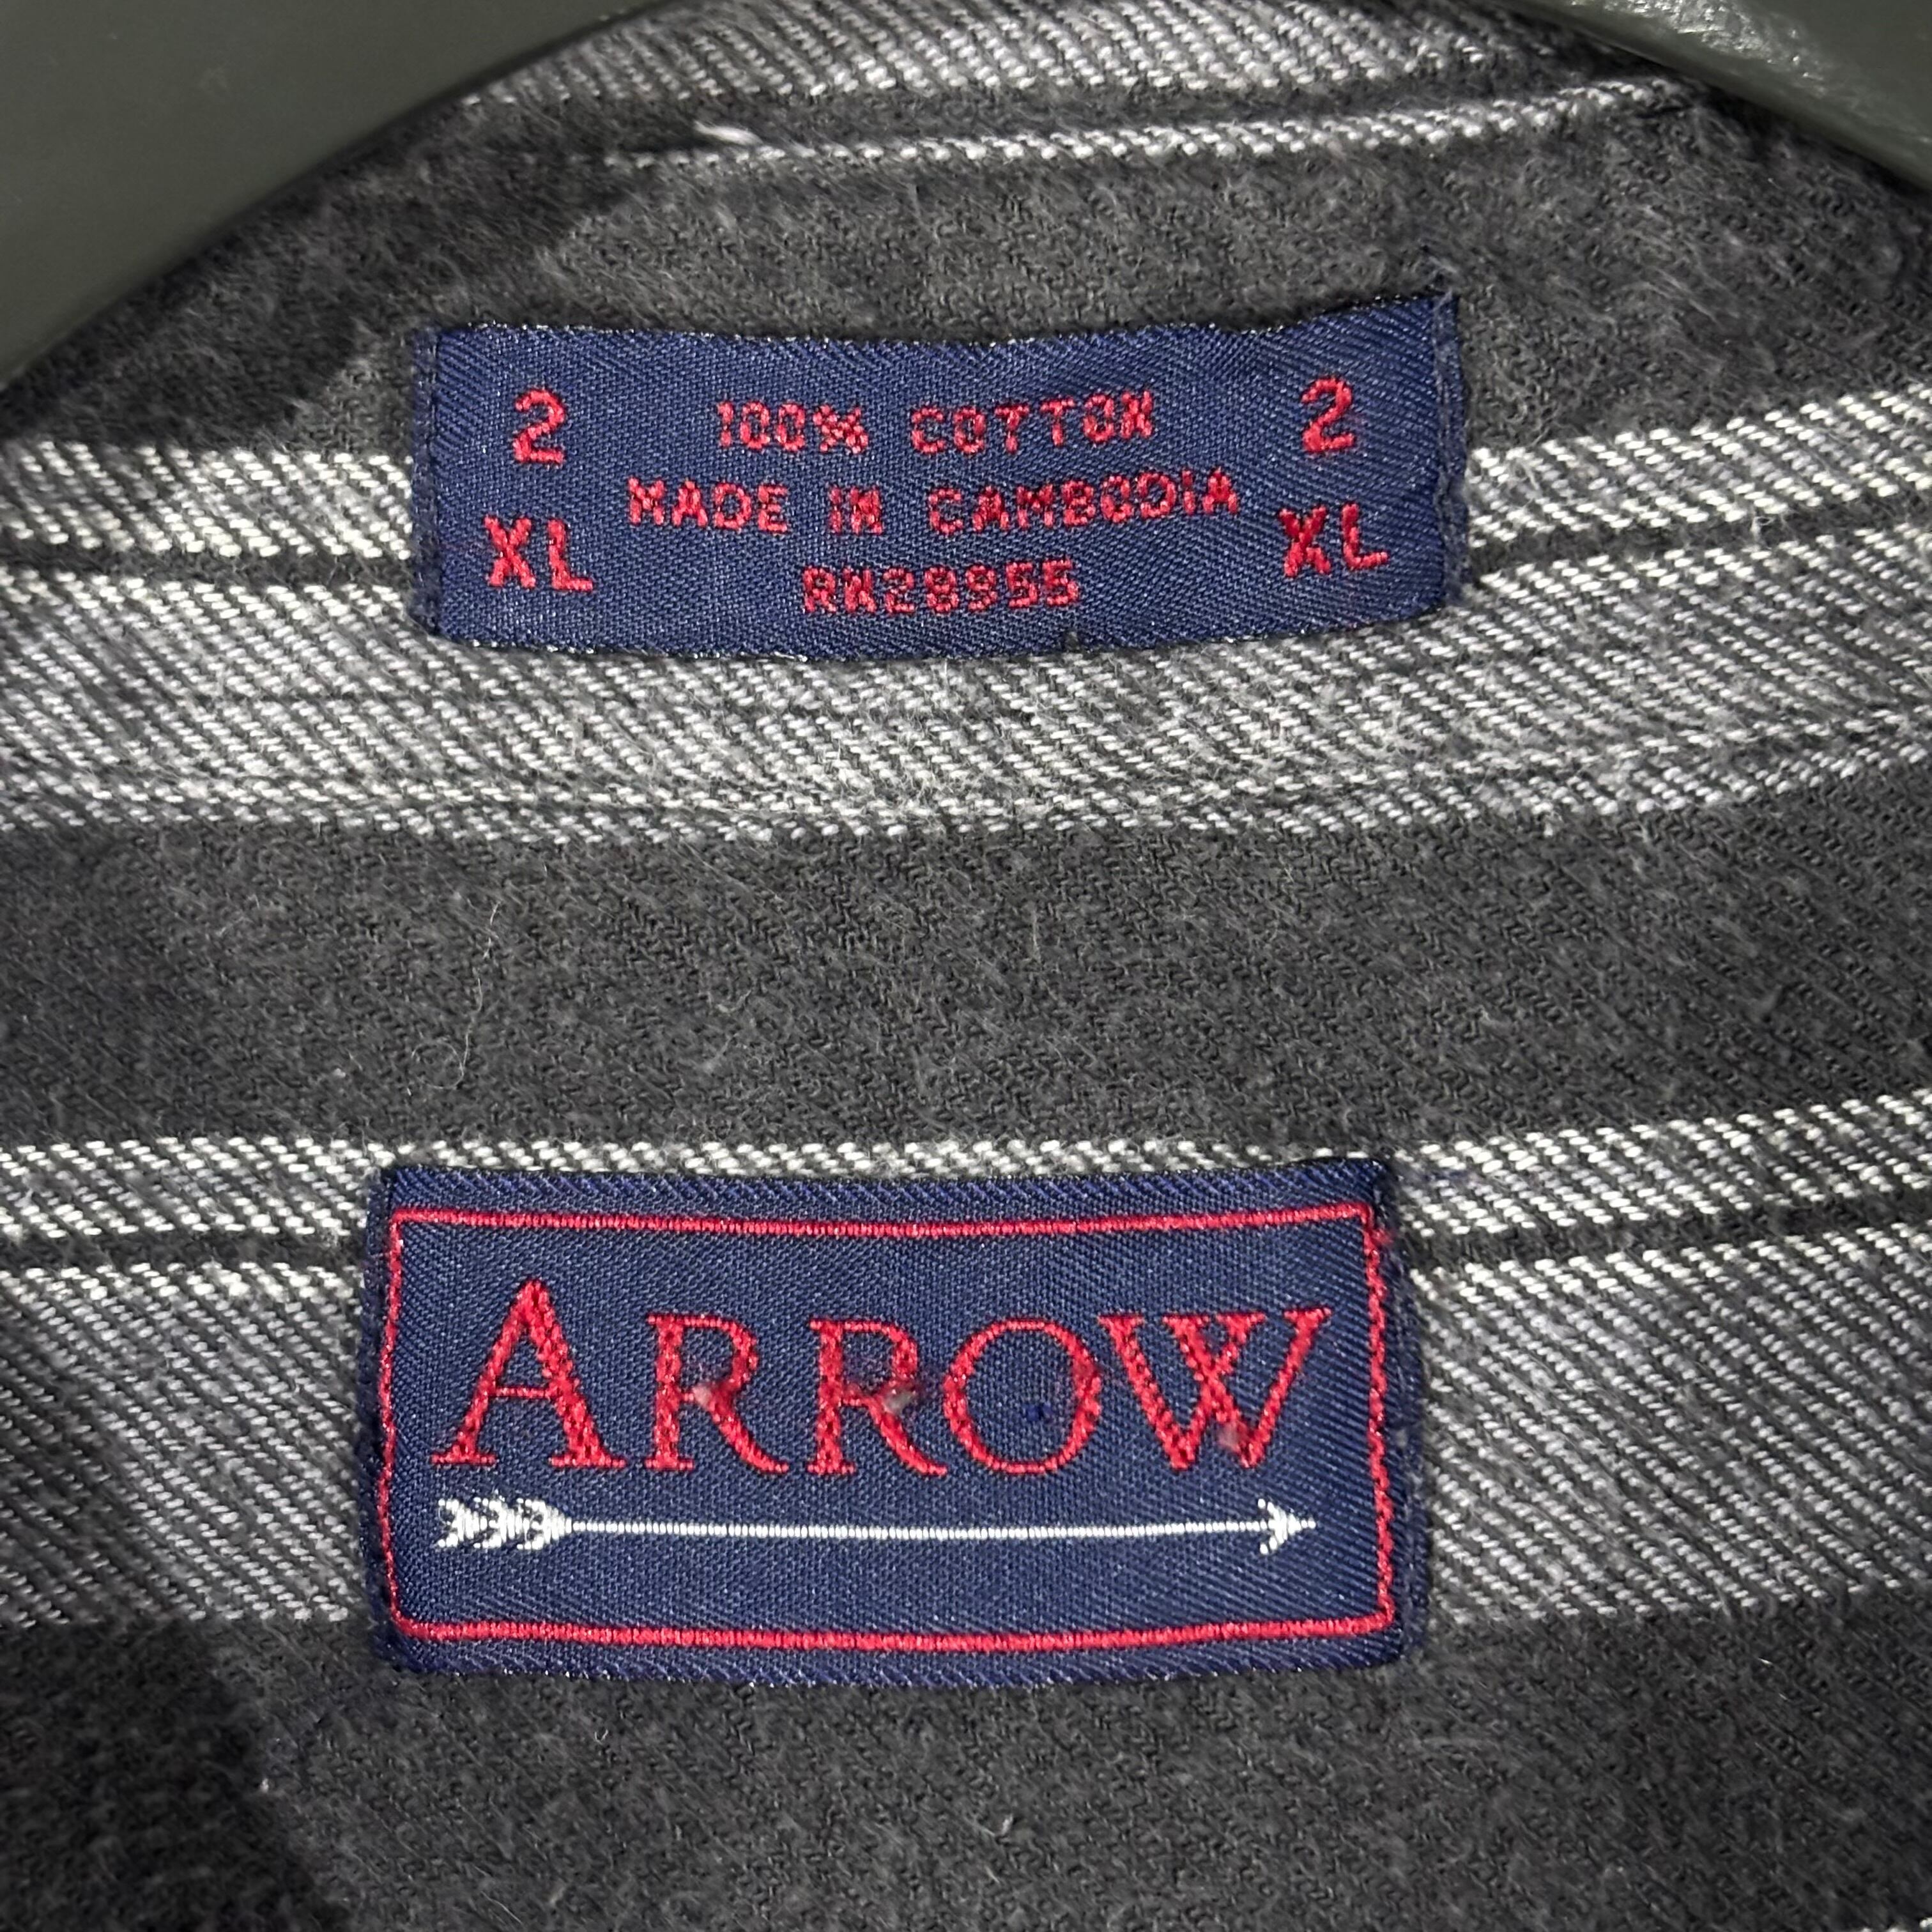 2 100% COTTON 2
XL MADE IN CAMBODIA XL
RN28955
ARROW